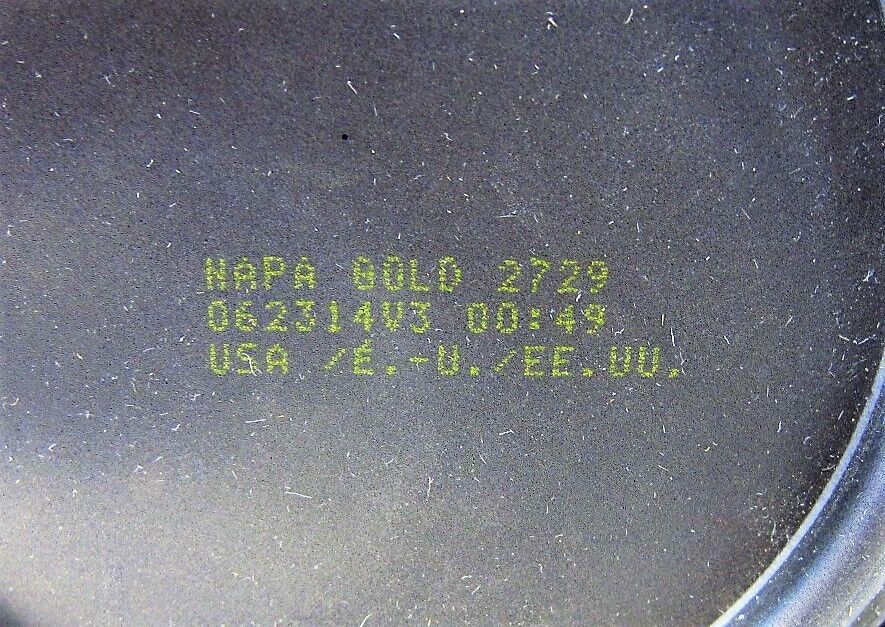 NAPA GOLD 2729
062314V3 00:49
USA /É.-U./EE.UU.